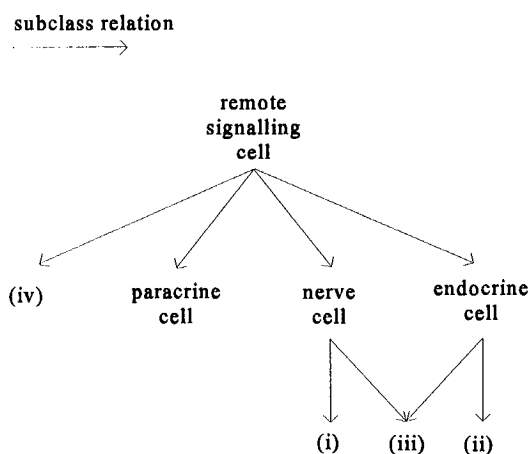 subclass relation
remote
signalling
cell
(iv)
paracrine
cell
nerve
cell
endocrine
cell
(i)
(iii)
(ii)